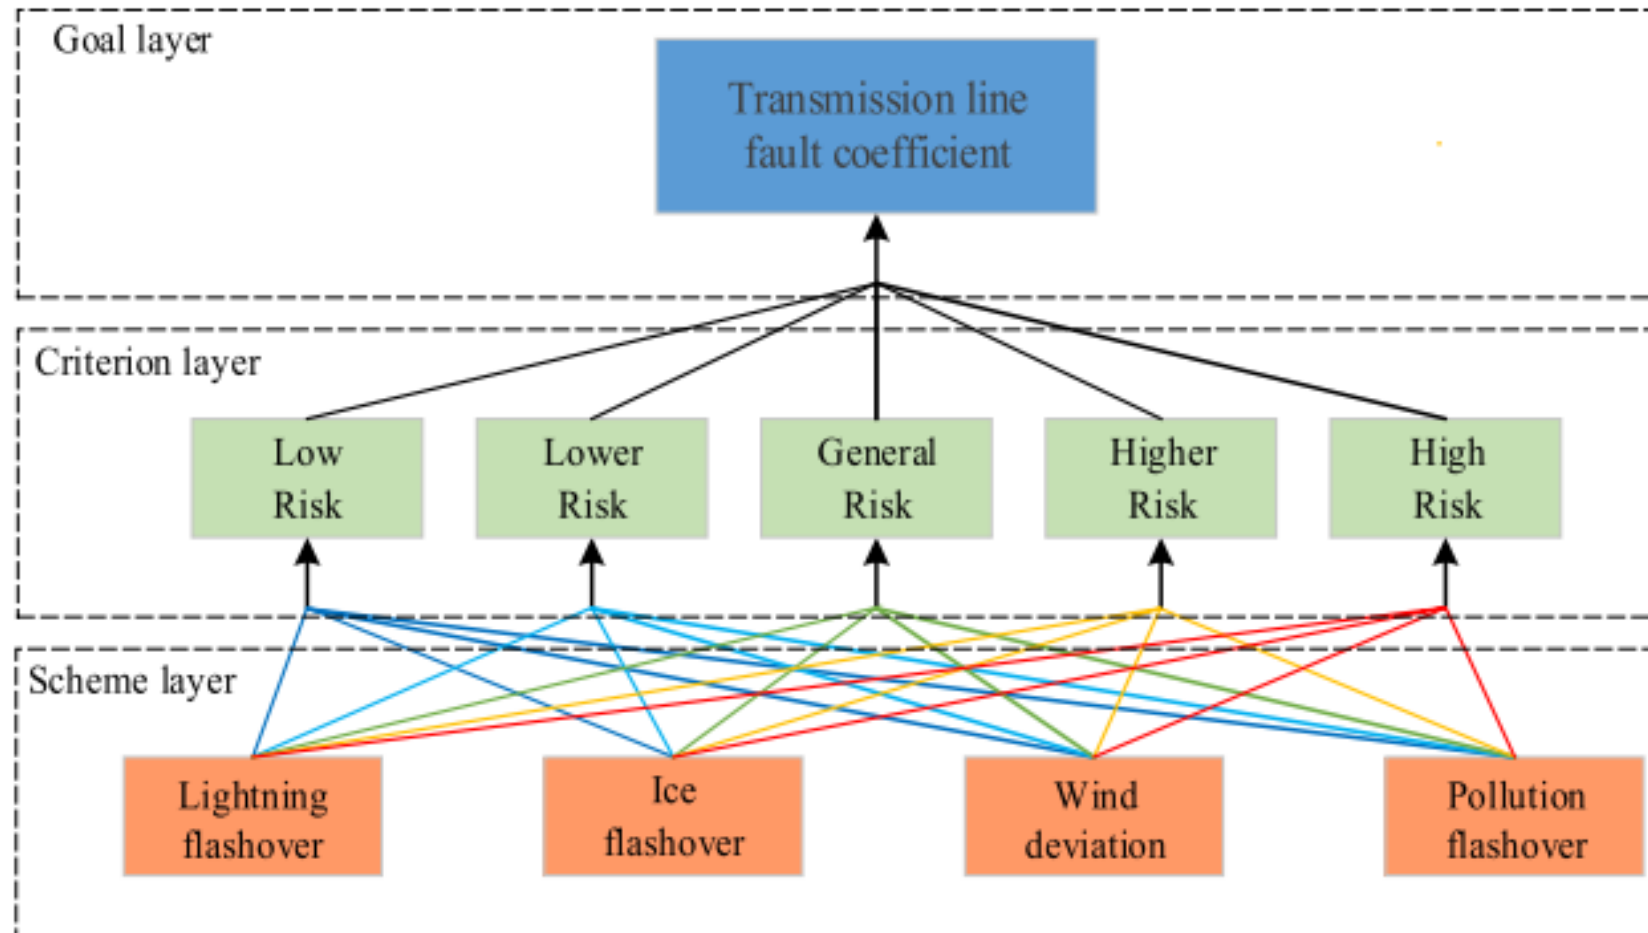 Goal layer
Transmission line
fault coefficient
Criterion layer
Low
Risk
Lower
Risk
General
Risk
Higher
Risk
High
Risk
Scheme layer
Lightning
flashover
Ice
flashover
Wind
deviation
Pollution
flashover